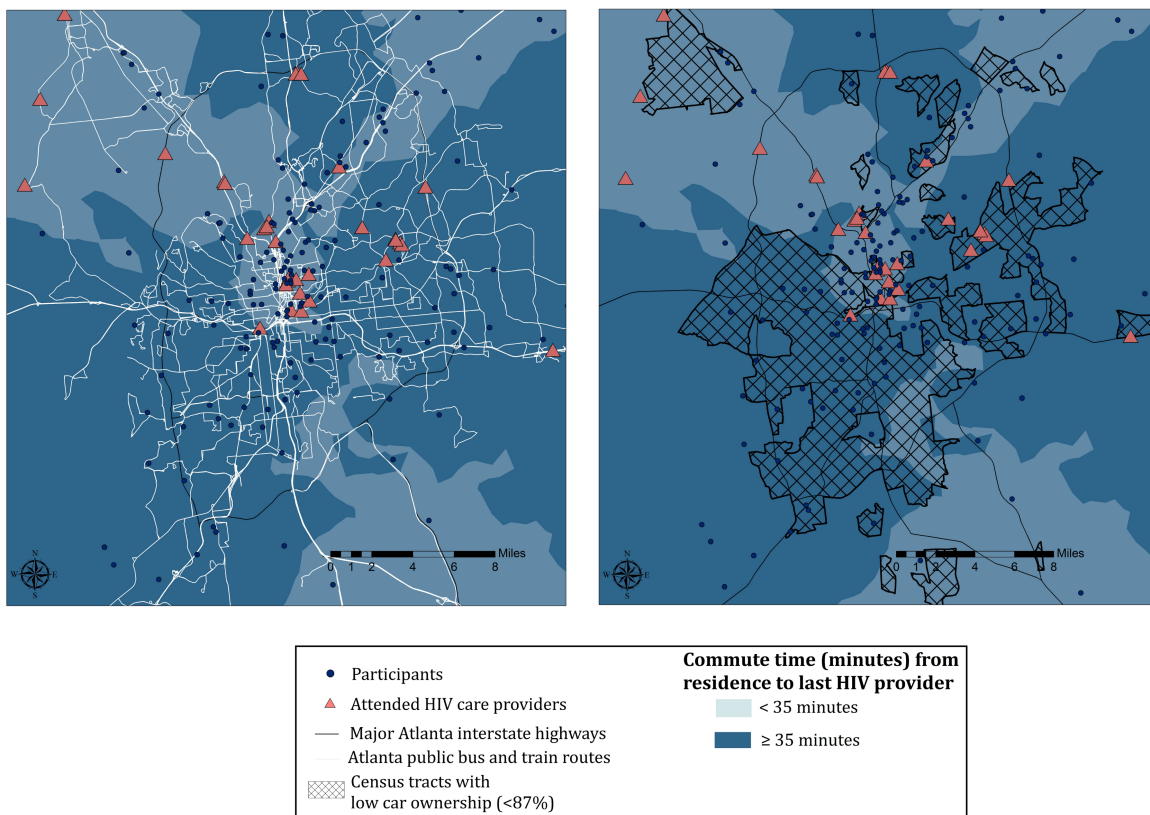 N
W E
S
0 1 2 4 6 8 Miles
N
W E
S
0 1 2 4 6 8 Miles
Participants
Attended HIV care providers
Major Atlanta interstate highways
Atlanta public bus and train routes
Census tracts with
low car ownership (<87%)
Commute time (minutes) from
residence to last HIV provider
< 35 minutes
≥ 35 minutes